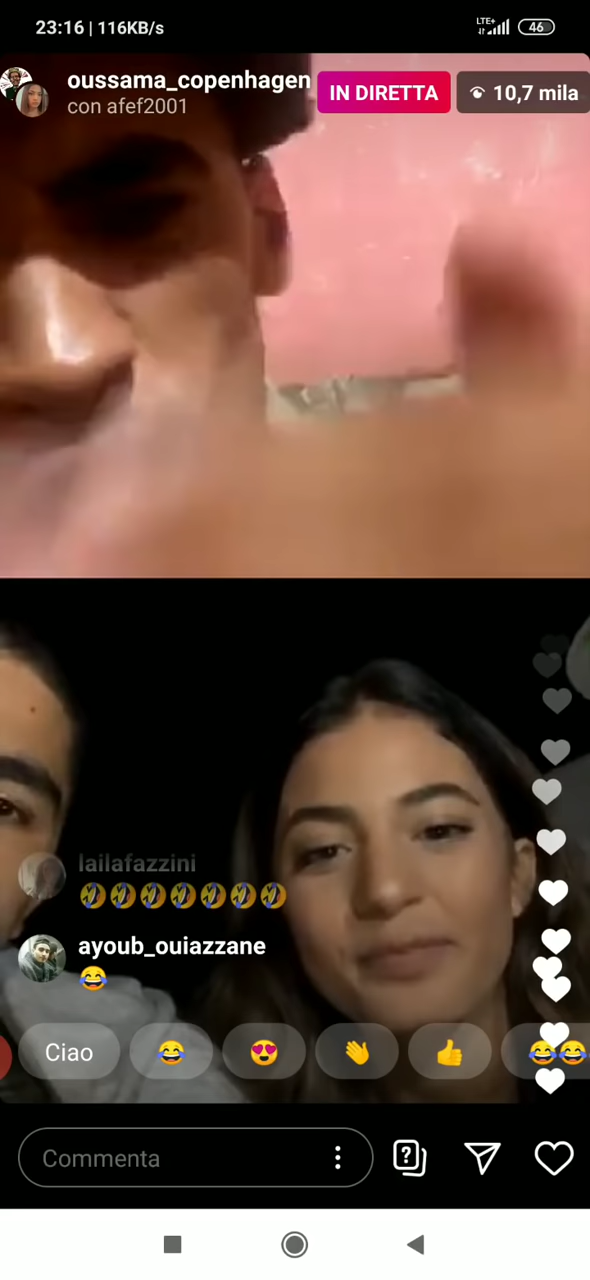 23:16 | 116KB/s
LTE+
46
oussama_copenhagen
con afef2001
IN DIRETTA
10,7 mila
lailafazzini
🤣🤣🤣🤣🤣🤣🤣
ayoub_ouiazzane
😂
Ciao 😂 😍 👋 👍 😂😂
Commenta